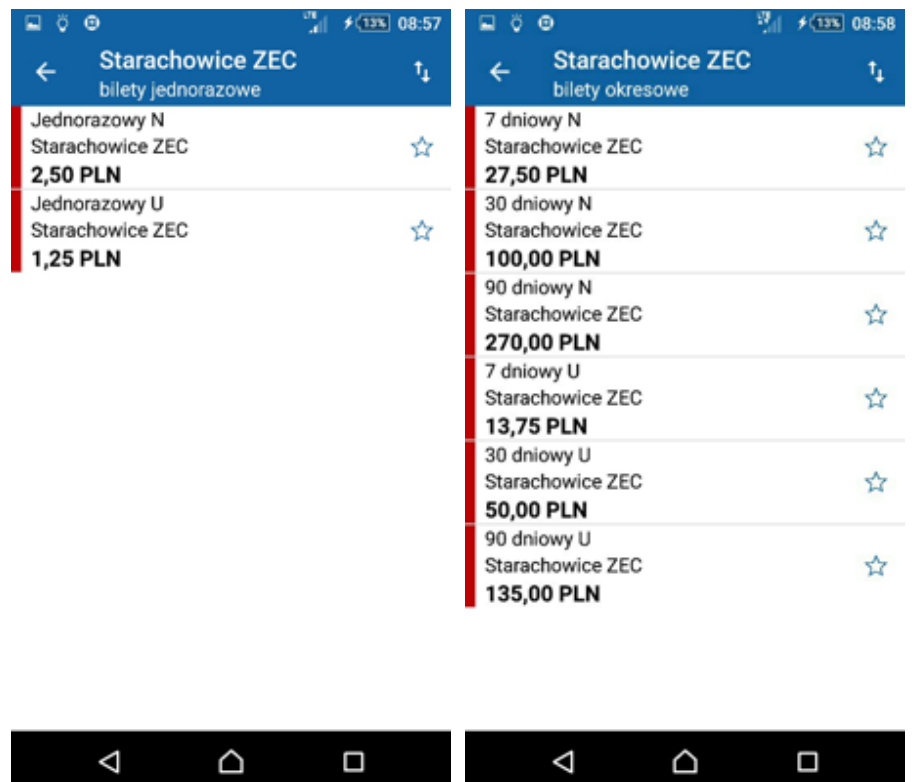 13% 08:57
Starachowice ZEC
bilety jednorazowe
Jednorazowy N
Starachowice ZEC
2,50 PLN
Jednorazowy U
Starachowice ZEC
1,25 PLN
13% 08:58
Starachowice ZEC
bilety okresowe
7 dniowy N
Starachowice ZEC
27,50 PLN
30 dniowy N
Starachowice ZEC
100,00 PLN
90 dniowy N
Starachowice ZEC
270,00 PLN
7 dniowy U
Starachowice ZEC
13,75 PLN
30 dniowy U
Starachowice ZEC
50,00 PLN
90 dniowy U
Starachowice ZEC
135,00 PLN